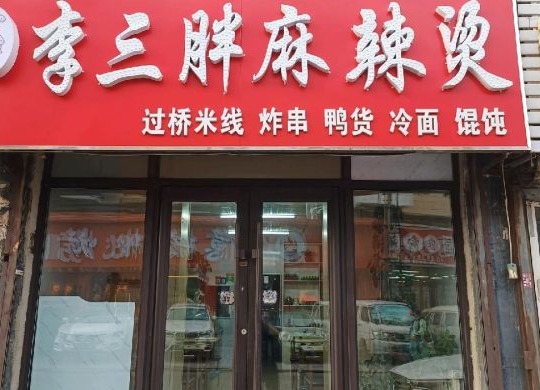 李三胖麻辣烫
过桥米线 炸串 鸭货 冷面 馄饨